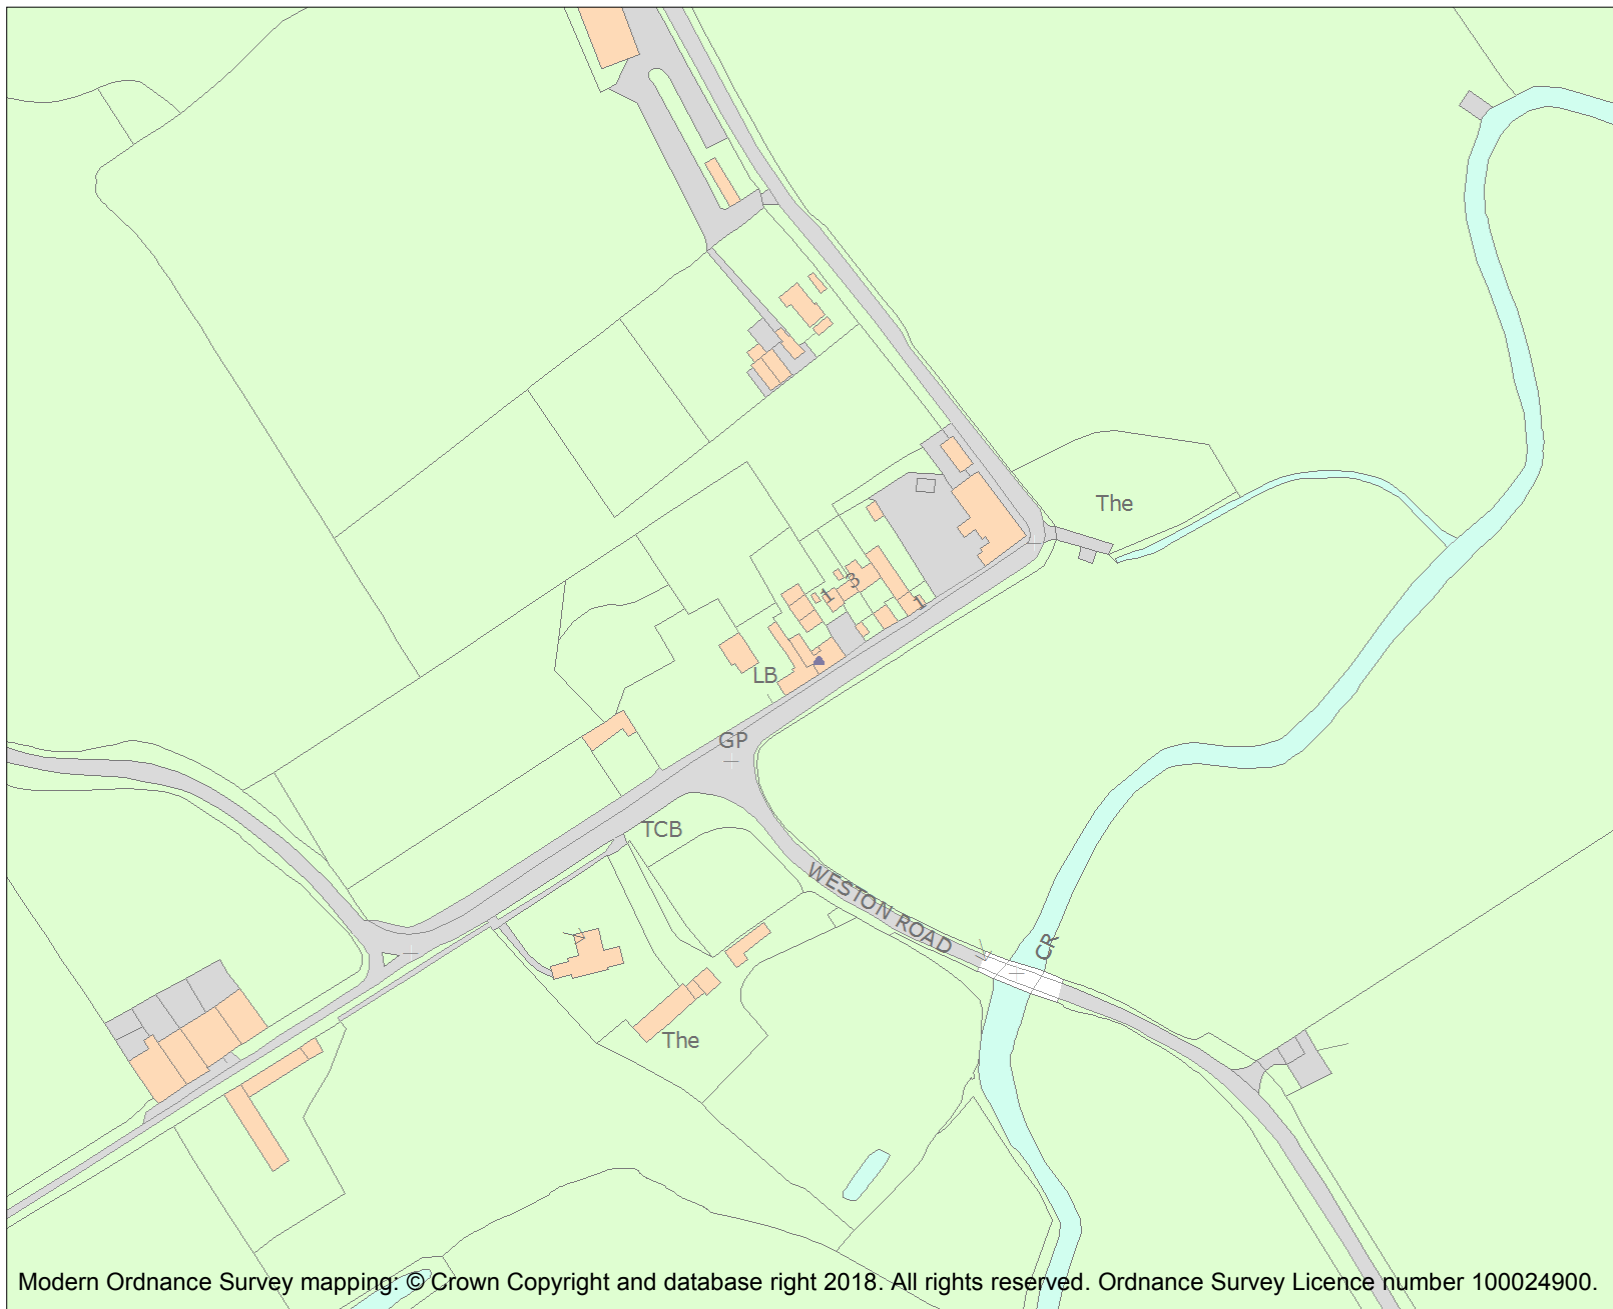 The
3
1
1
LB
GP
TCB
WESTON ROAD
CR
The
Modern Ordnance Survey mapping: © Crown Copyright and database right 2018. All rights reserved. Ordnance Survey Licence number 100024900.